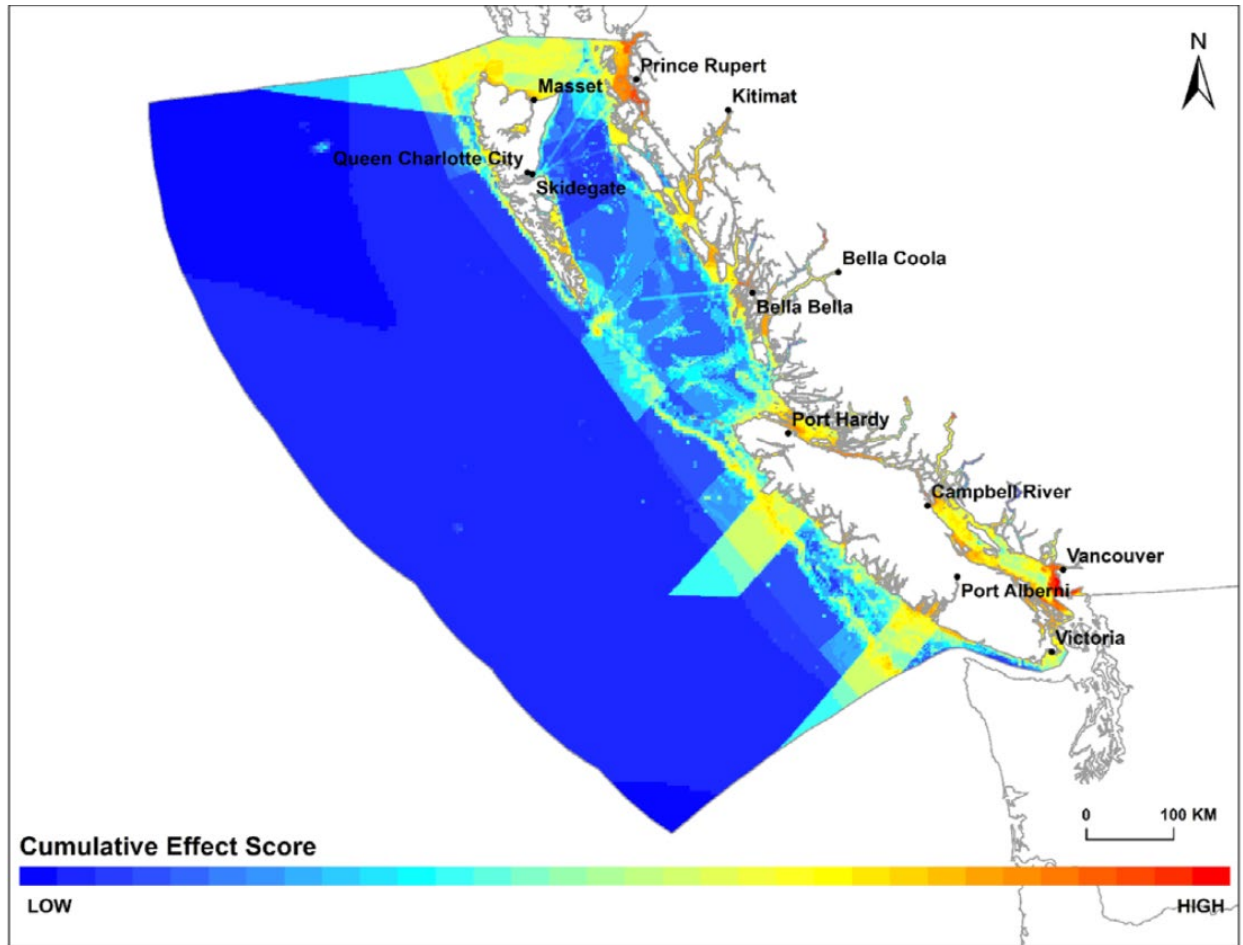 N
Prince Rupert
Masset
Kitimat
Queen Charlotte City
Skidegate
Bella Coola
Bella Bella
Port Hardy
Campbell River
Vancouver
Port Alberni
Victoria
0 100 KM
Cumulative Effect Score
LOW HIGH